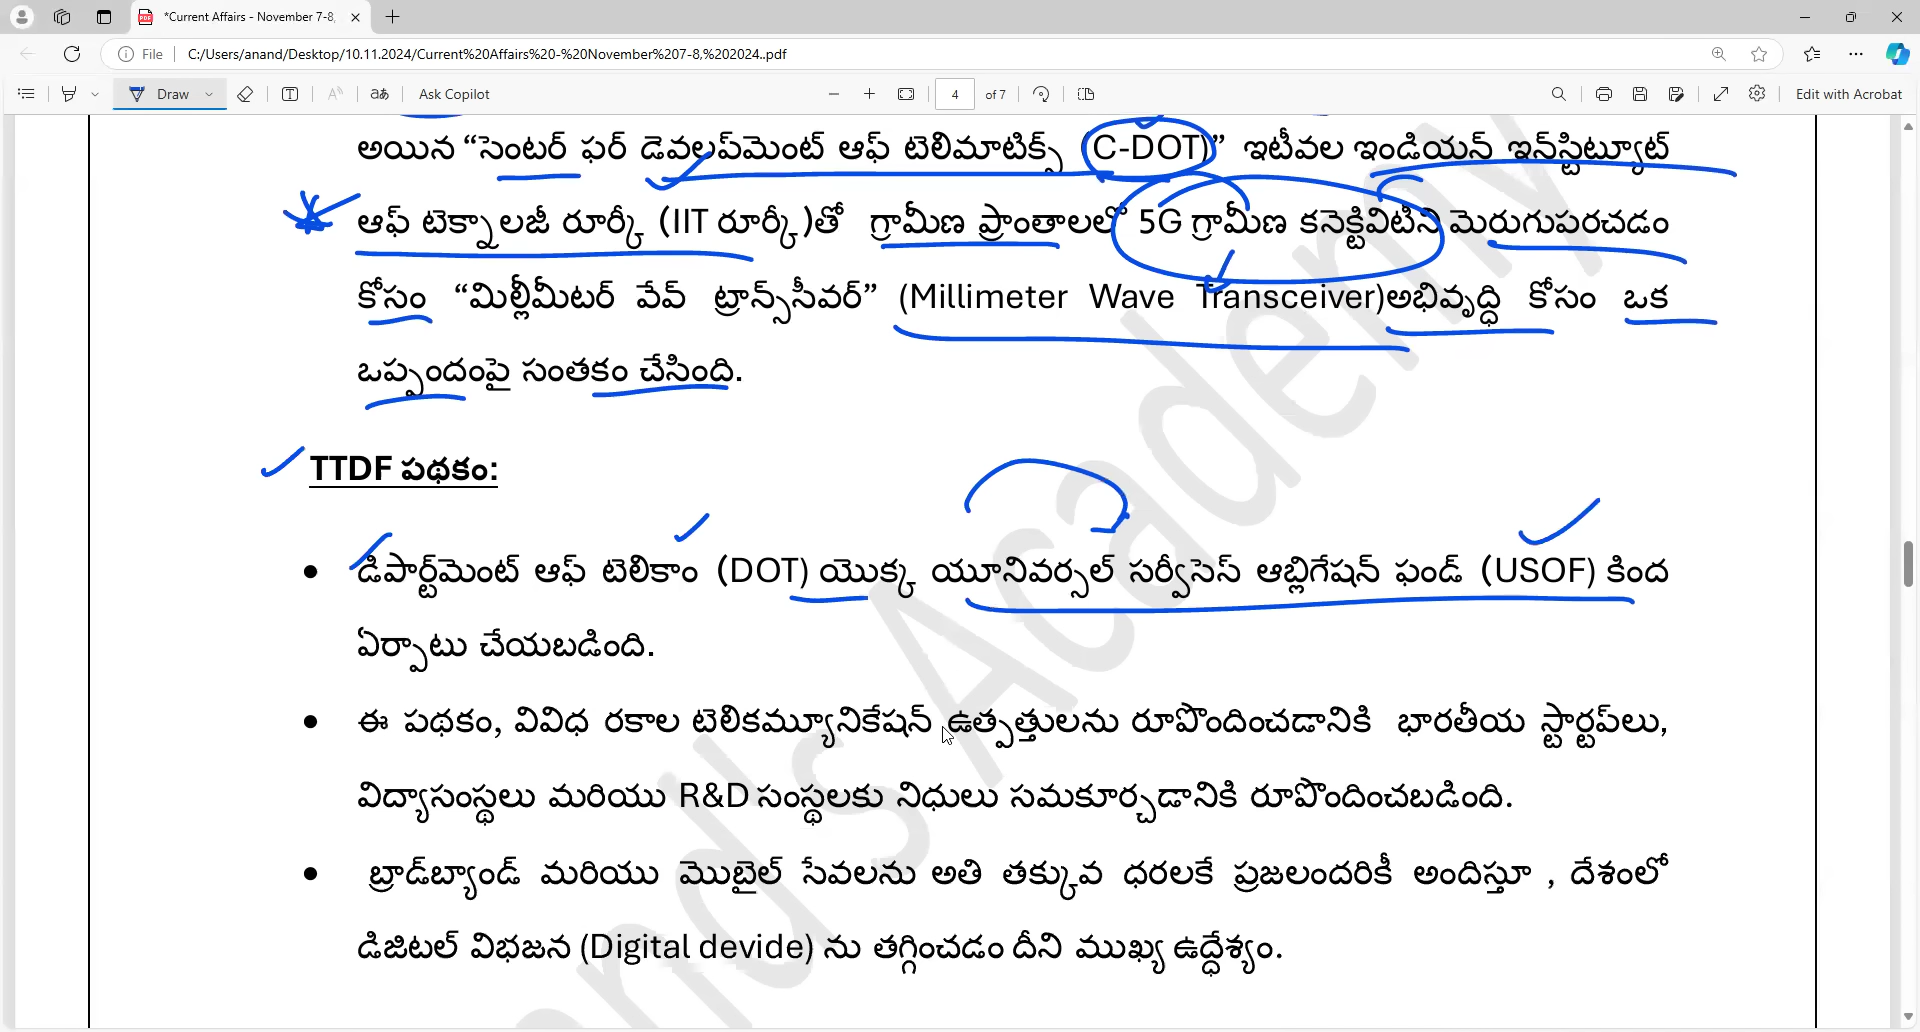 *Current Affairs - November 7-8,
File
C:/Users/anand/Desktop/10.11.2024/Current%20Affairs%20-%20November%207-8,%202024..pdf
Draw
Ask Copilot
4 of 7
Edit with Acrobat
అయిన “సెంటర్ ఫర్ డెవలప్‌మెంట్ ఆఫ్ టెలిమాటిక్స్ (C-DOT)” ఇటీవల ఇండియన్ ఇన్‌స్టిట్యూట్
ఆఫ్ టెక్నాలజీ రూర్కీ (IIT రూర్కీ)తో గ్రామీణ ప్రాంతాలలో 5G గ్రామీణ కనెక్టివిటీని మెరుగుపరచడం
కోసం “మిల్లీమీటర్ వేవ్ ట్రాన్స్‌సీవర్” (Millimeter Wave Transceiver)అభివృద్ధి కోసం ఒక
ఒప్పందంపై సంతకం చేసింది.
TTDF పథకం:
• డిపార్ట్‌మెంట్ ఆఫ్ టెలికాం (DOT) యొక్క యూనివర్సల్ సర్వీసెస్ ఆబ్లిగేషన్ ఫండ్ (USOF) కింద
ఏర్పాటు చేయబడింది.
• ఈ పథకం, వివిధ రకాల టెలికమ్యూనికేషన్ ఉత్పత్తులను రూపొందించడానికి భారతీయ స్టార్టప్‌లు,
విద్యాసంస్థలు మరియు R&D సంస్థలకు నిధులు సమకూర్చడానికి రూపొందించబడింది.
• బ్రాడ్‌బ్యాండ్ మరియు మొబైల్ సేవలను అతి తక్కువ ధరలకే ప్రజలందరికీ అందిస్తూ , దేశంలో
డిజిటల్ విభజన (Digital devide) ను తగ్గించడం దీని ముఖ్య ఉద్దేశ్యం.
nd's Academy